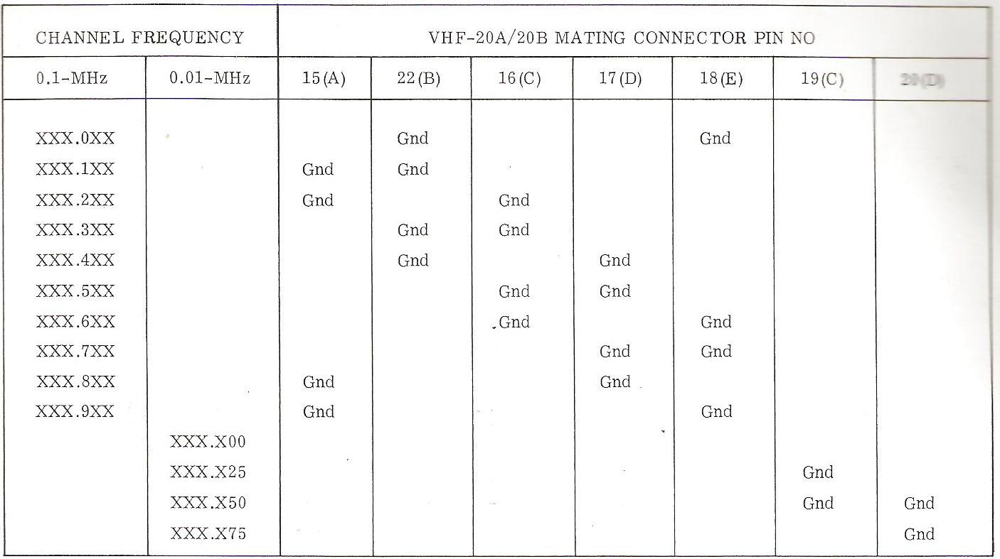 CHANNEL FREQUENCY VHF-20A/20B MATING CONNECTOR PIN NO
0.1-MHz 0.01-MHz 15(A) 22(B) 16(C) 17(D) 18(E) 19(C) 20(D)
XXX.0XX Gnd Gnd
XXX.1XX Gnd Gnd
XXX.2XX Gnd Gnd
XXX.3XX Gnd Gnd
XXX.4XX Gnd Gnd
XXX.5XX Gnd Gnd
XXX.6XX Gnd Gnd
XXX.7XX Gnd Gnd
XXX.8XX Gnd Gnd
XXX.9XX Gnd Gnd
XXX.X00
XXX.X25 Gnd
XXX.X50 Gnd Gnd
XXX.X75 Gnd